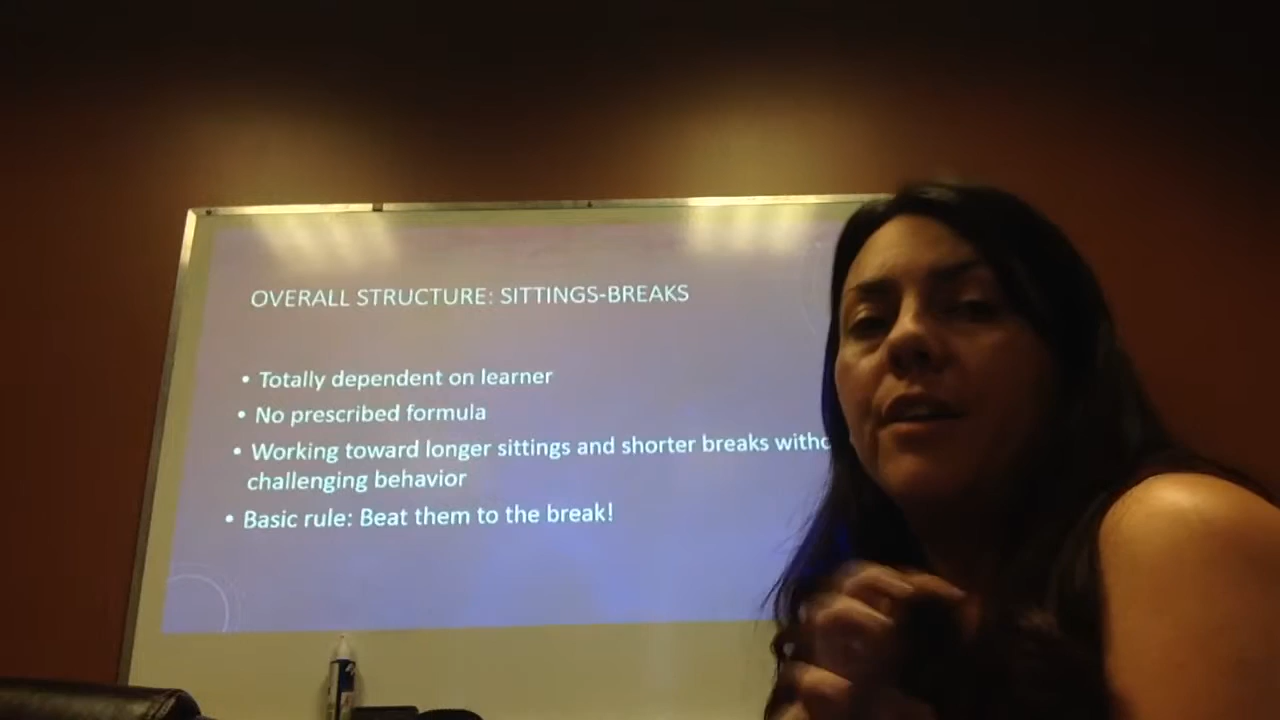 OVERALL STRUCTURE: SITTINGS-BREAKS
• Totally dependent on learner
• No prescribed formula
• Working toward longer sittings and shorter breaks
challenging behavior
• Basic rule: Beat them to the break!